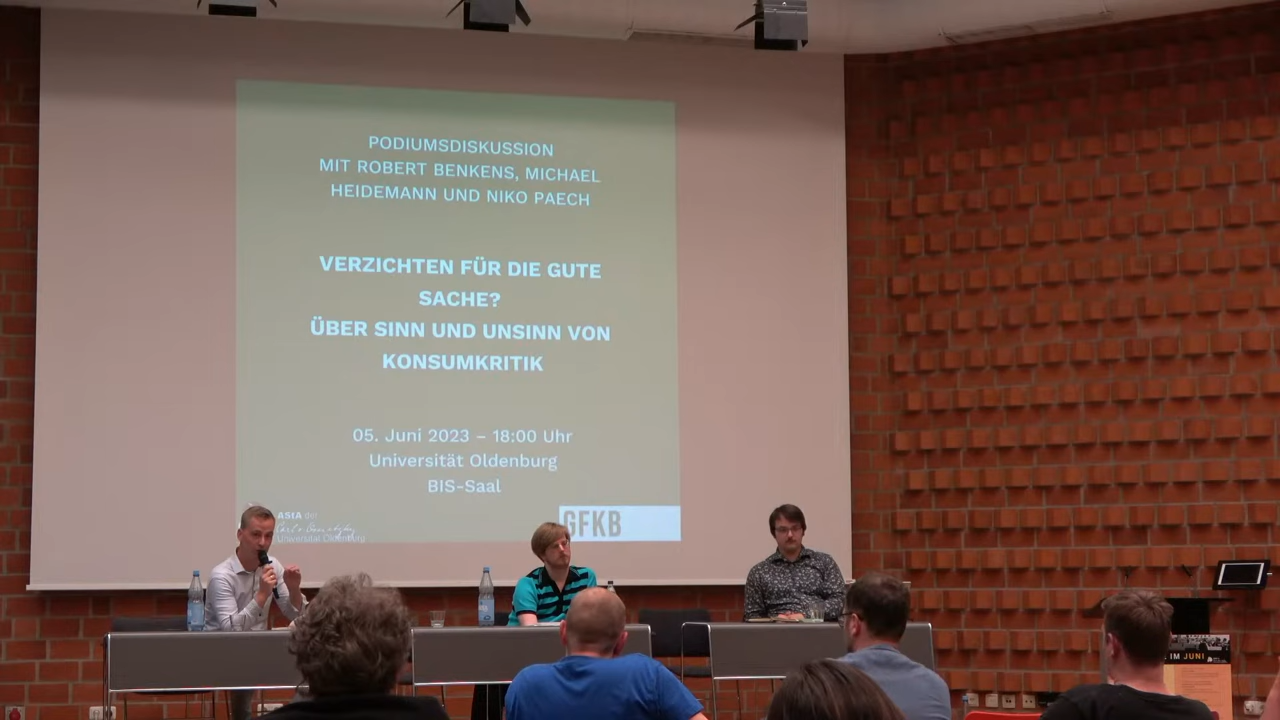 PODIUMSDISKUSSION
MIT ROBERT BENKENS, MICHAEL
HEIDEMANN UND NIKO PAECH
VERZICHTEN FÜR DIE GUTE
SACHE?
ÜBER SINN UND UNSINN VON
KONSUMKRITIK
05. Juni 2023 – 18:00 Uhr
Universität Oldenburg
BIS-Saal
AStA der
Universität Oldenburg
GFKB
IM JUNI